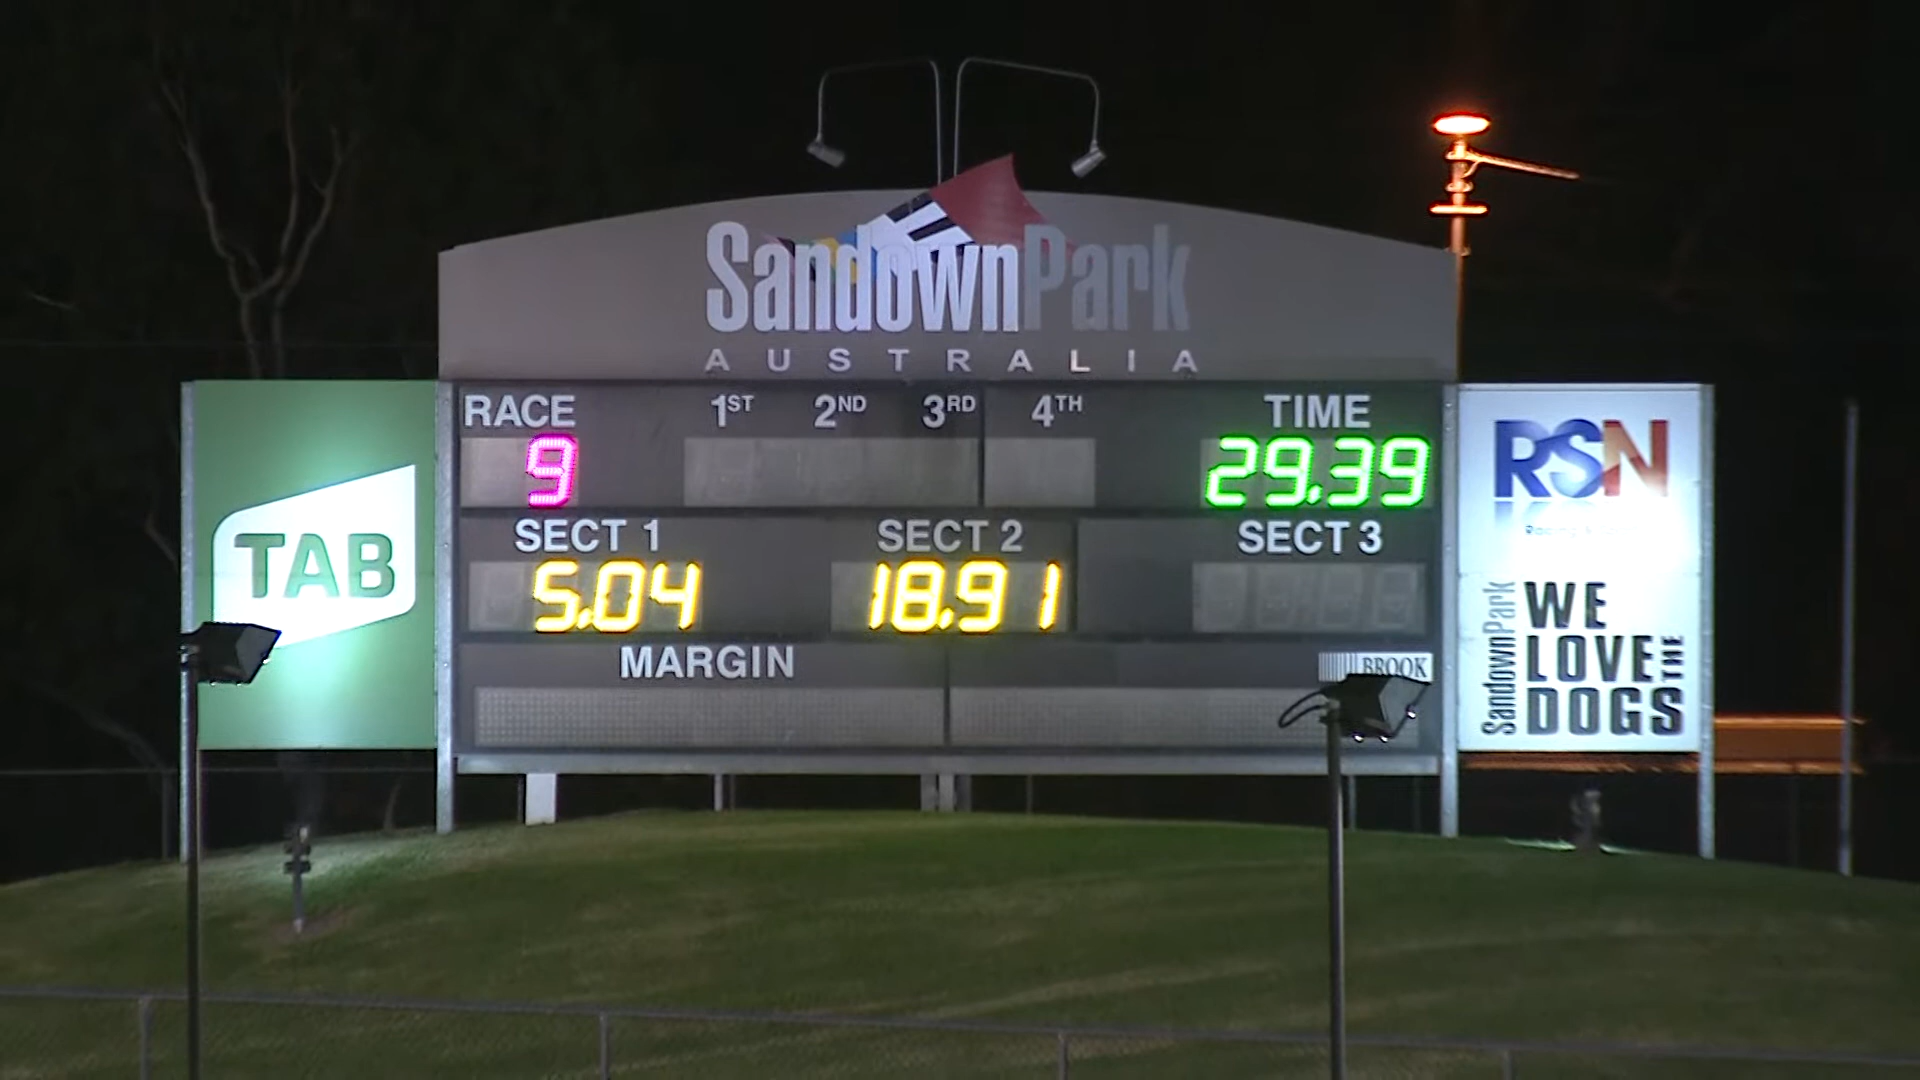 SandownPark
AUSTRALIA
RACE 1ST 2ND 3RD 4TH TIME
9 29.39
SECT 1 SECT 2 SECT 3
5.04 18.91
MARGIN
BROOK
TAB
RSN
SandownPark
WE
LOVE THE
DOGS